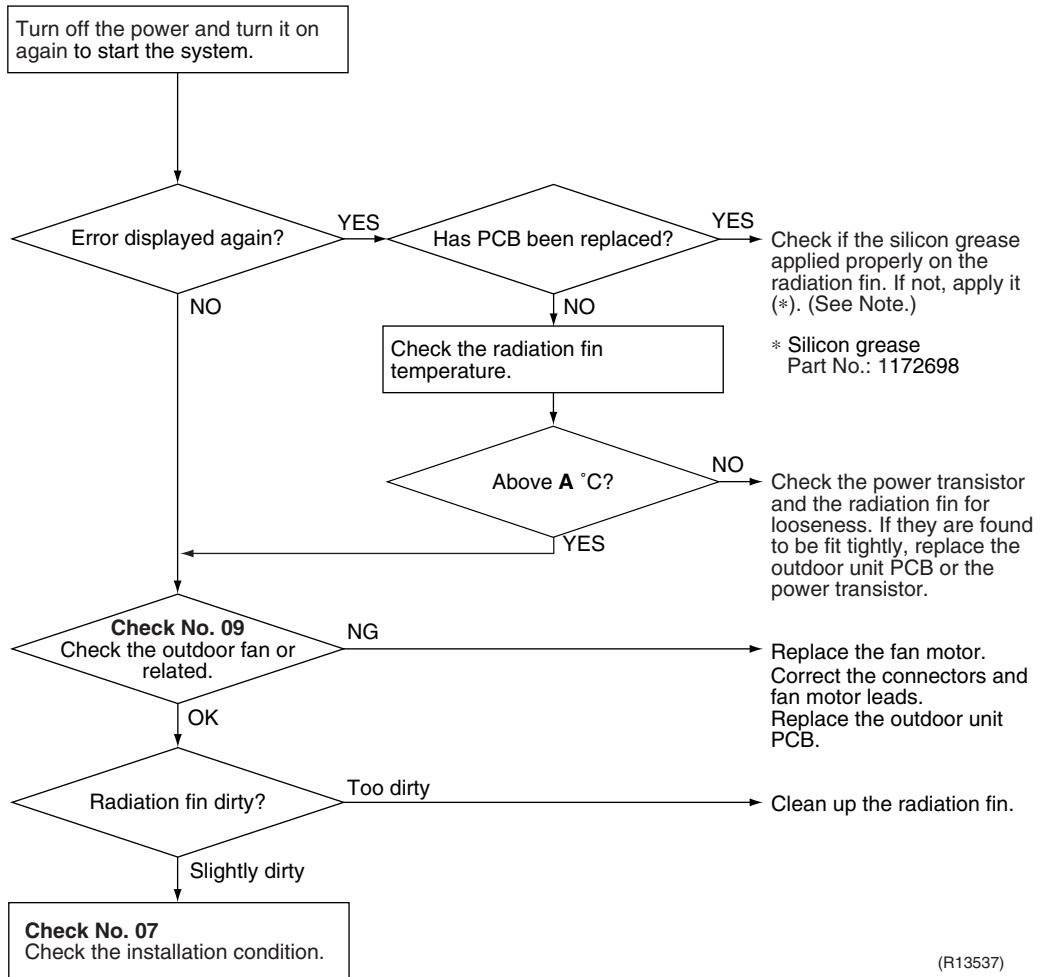 Turn off the power and turn it on
again to start the system.
Error displayed again?
YES
Has PCB been replaced?
YES
Check if the silicon grease
applied properly on the
radiation fin. If not, apply it
(*). (See Note.)
* Silicon grease
Part No.: 1172698
NO
NO
Check the radiation fin
temperature.
Above A °C?
NO
Check the power transistor
and the radiation fin for
looseness. If they are found
to be fit tightly, replace the
outdoor unit PCB or the
power transistor.
YES
Check No. 09
Check the outdoor fan or
related.
NG
Replace the fan motor.
Correct the connectors and
fan motor leads.
Replace the outdoor unit
PCB.
OK
Radiation fin dirty?
Too dirty
Clean up the radiation fin.
Slightly dirty
Check No. 07
Check the installation condition.
(R13537)